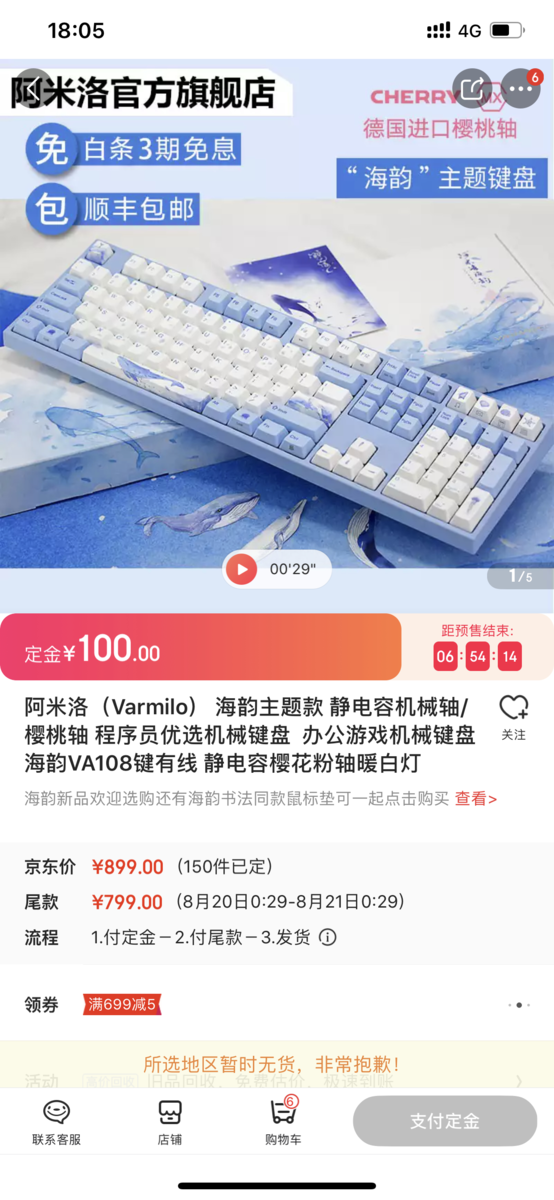 18:05
4G
阿米洛官方旗舰店
6
CHERRY MX
德国进口樱桃轴
免 白条3期免息
“海韵”主题键盘
包 顺丰包邮
00'29"
1/5
定金¥100.00
距预售结束:
06:54:14
阿米洛（Varmilo） 海韵主题款 静电容机械轴/
樱桃轴 程序员优选机械键盘 办公游戏机械键盘
海韵VA108键有线 静电容樱花粉轴暖白灯
关注
海韵新品欢迎选购还有海韵书法同款鼠标垫可一起点击购买 查看>
京东价 ¥899.00（150件已定）
尾款 ¥799.00（8月20日0:29-8月21日0:29）
流程 1.付定金－2.付尾款－3.发货
领券 满699减5
所选地区暂时无货，非常抱歉！
活动 旧品回收，免费估价，极速到账
6
联系客服
店铺
购物车
支付定金